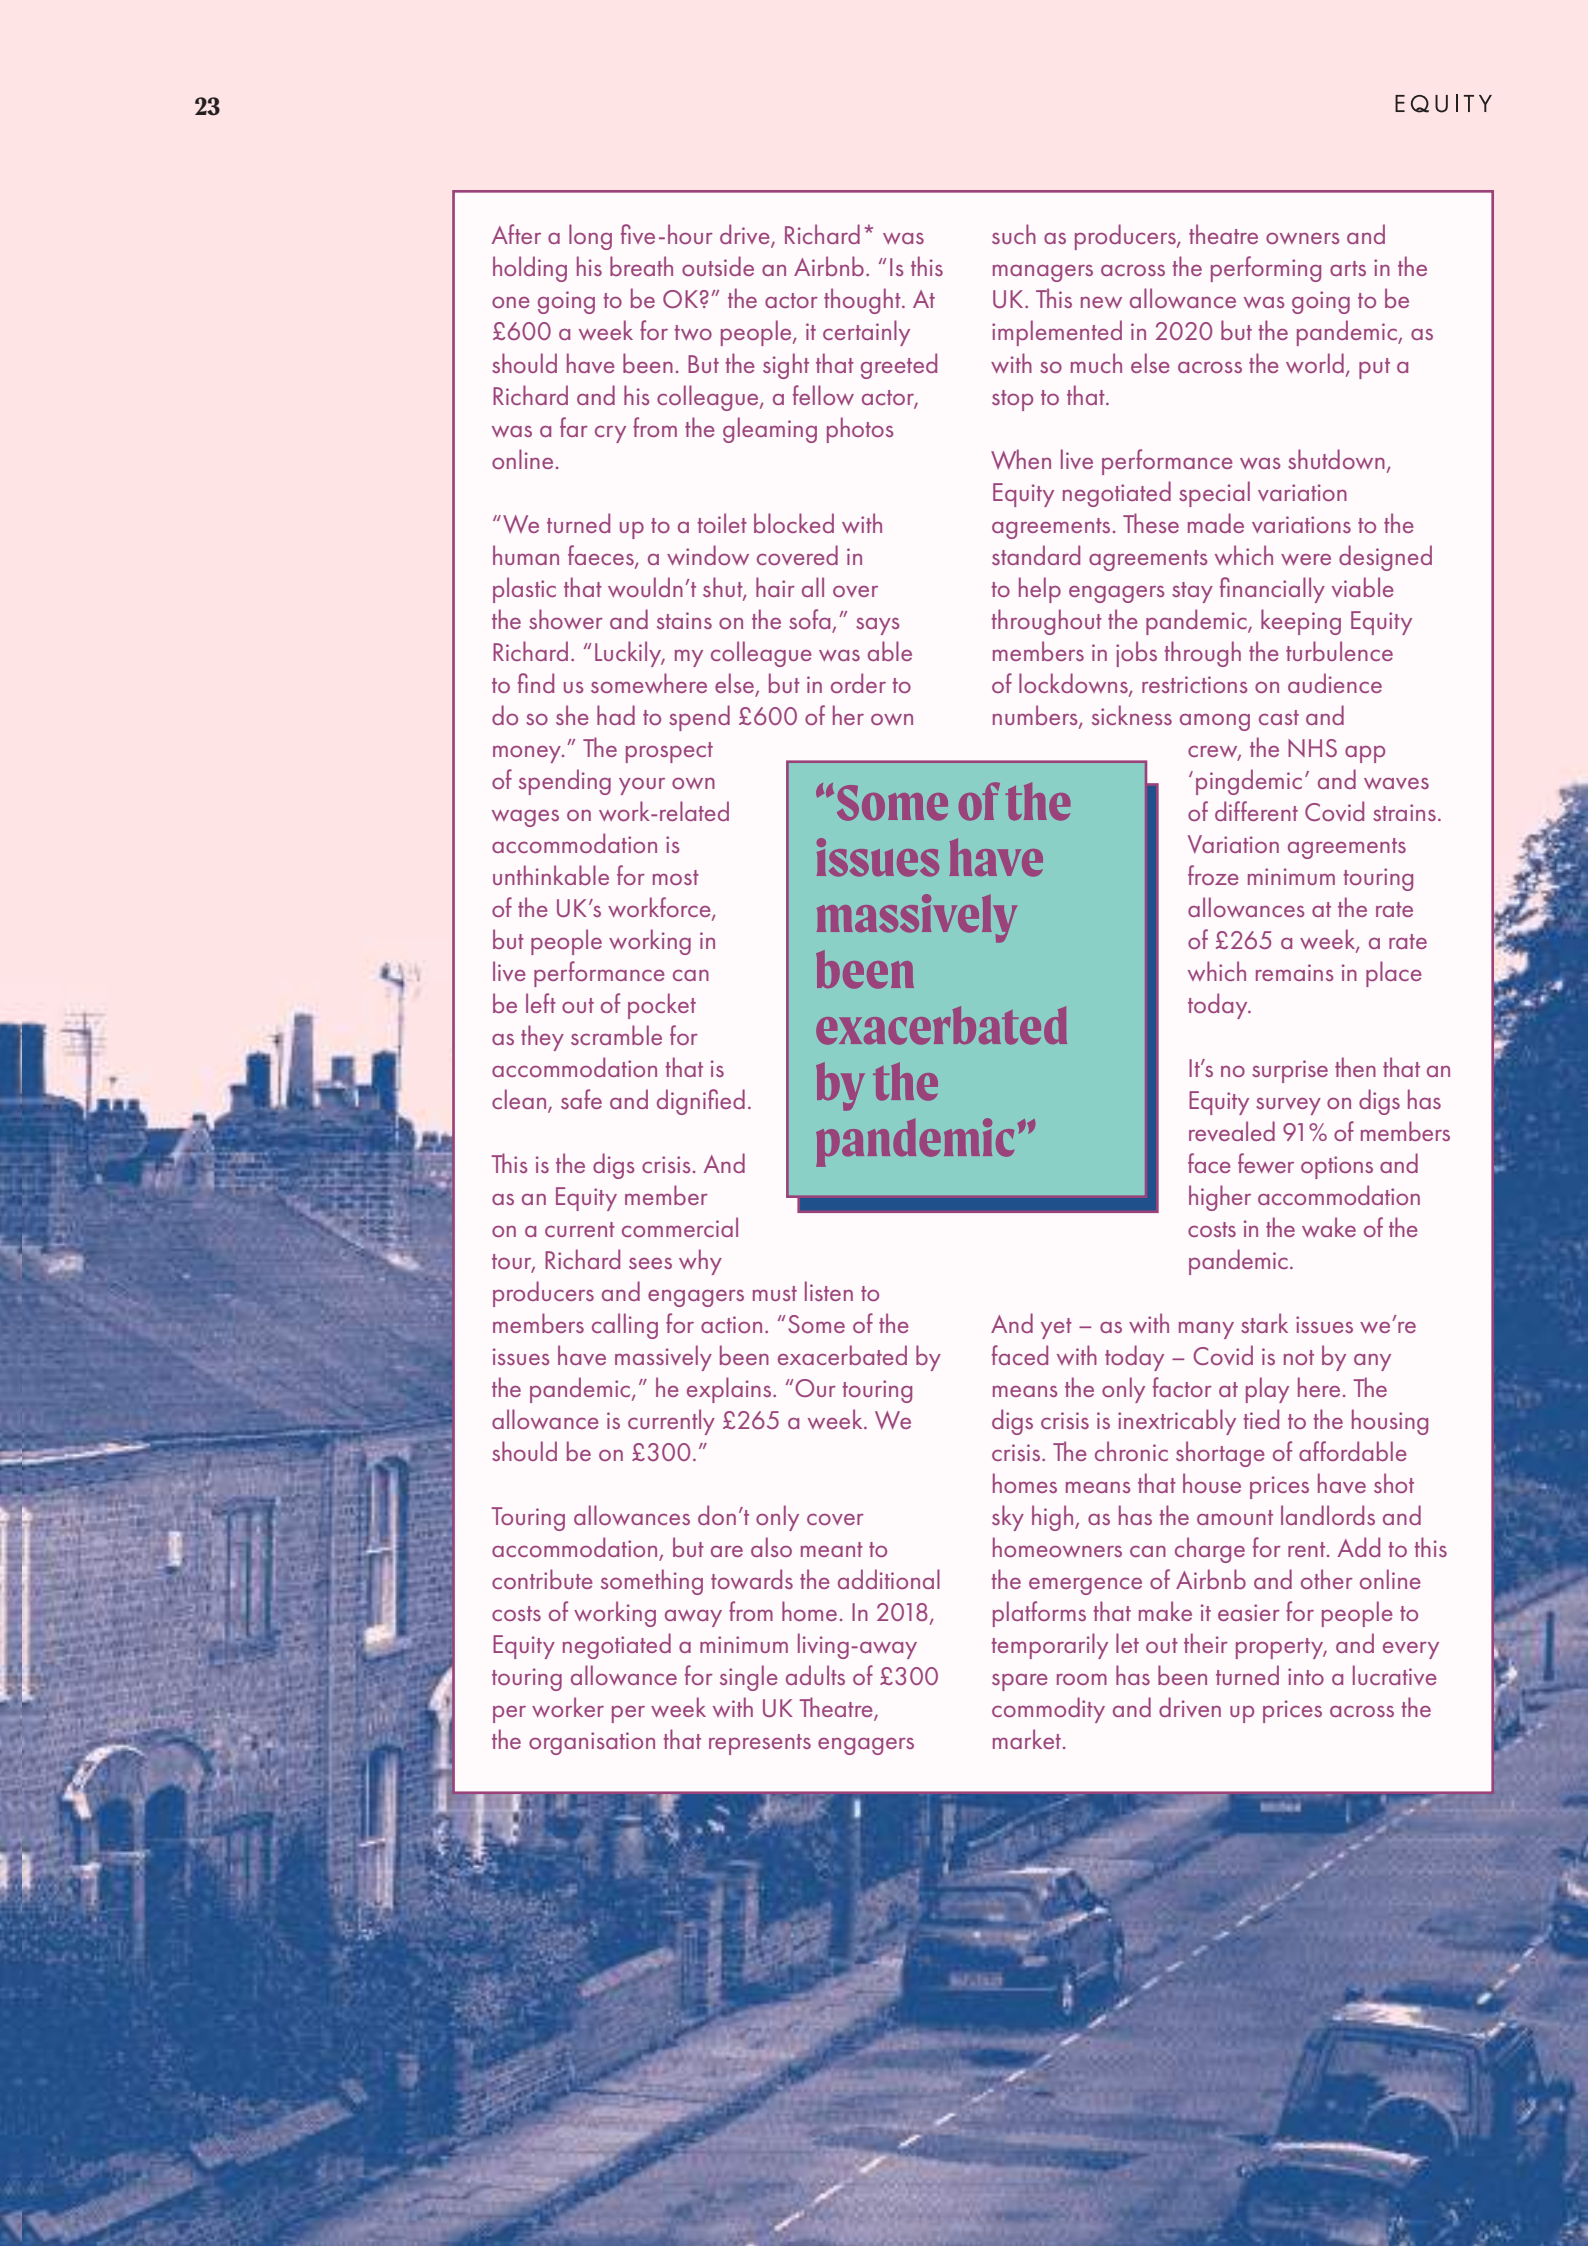 23
EQUITY
After a long five-hour drive, Richard* was
holding his breath outside an Airbnb. “Is this
one going to be OK?” the actor thought. At
£600 a week for two people, it certainly
should have been. But the sight that greeted
Richard and his colleague, a fellow actor,
was a far cry from the gleaming photos
online.
“We turned up to a toilet blocked with
human faeces, a window covered in
plastic that wouldn’t shut, hair all over
the shower and stains on the sofa,” says
Richard. “Luckily, my colleague was able
to find us somewhere else, but in order to
do so she had to spend £600 of her own
money.” The prospect
of spending your own
wages on work-related
accommodation is
unthinkable for most
of the UK’s workforce,
but people working in
live performance can
be left out of pocket
as they scramble for
accommodation that is
clean, safe and dignified.
This is the digs crisis. And
as an Equity member
on a current commercial
tour, Richard sees why
producers and engagers must listen to
members calling for action. “Some of the
issues have massively been exacerbated by
the pandemic,” he explains. “Our touring
allowance is currently £265 a week. We
should be on £300.”
Touring allowances don’t only cover
accommodation, but are also meant to
contribute something towards the additional
costs of working away from home. In 2018,
Equity negotiated a minimum living-away
touring allowance for single adults of £300
per worker per week with UK Theatre,
the organisation that represents engagers
“Some of the
issues have
massively
been
exacerbated
by the
pandemic”
such as producers, theatre owners and
managers across the performing arts in the
UK. This new allowance was going to be
implemented in 2020 but the pandemic, as
with so much else across the world, put a
stop to that.
When live performance was shutdown,
Equity negotiated special variation
agreements. These made variations to the
standard agreements which were designed
to help engagers stay financially viable
throughout the pandemic, keeping Equity
members in jobs through the turbulence
of lockdowns, restrictions on audience
numbers, sickness among cast and
crew, the NHS app
‘pingdemic’ and waves
of different Covid strains.
Variation agreements
froze minimum touring
allowances at the rate
of £265 a week, a rate
which remains in place
today.
It’s no surprise then that an
Equity survey on digs has
revealed 91% of members
face fewer options and
higher accommodation
costs in the wake of the
pandemic.
And yet – as with many stark issues we’re
faced with today – Covid is not by any
means the only factor at play here. The
digs crisis is inextricably tied to the housing
crisis. The chronic shortage of affordable
homes means that house prices have shot
sky high, as has the amount landlords and
homeowners can charge for rent. Add to this
the emergence of Airbnb and other online
platforms that make it easier for people to
temporarily let out their property, and every
spare room has been turned into a lucrative
commodity and driven up prices across the
market.